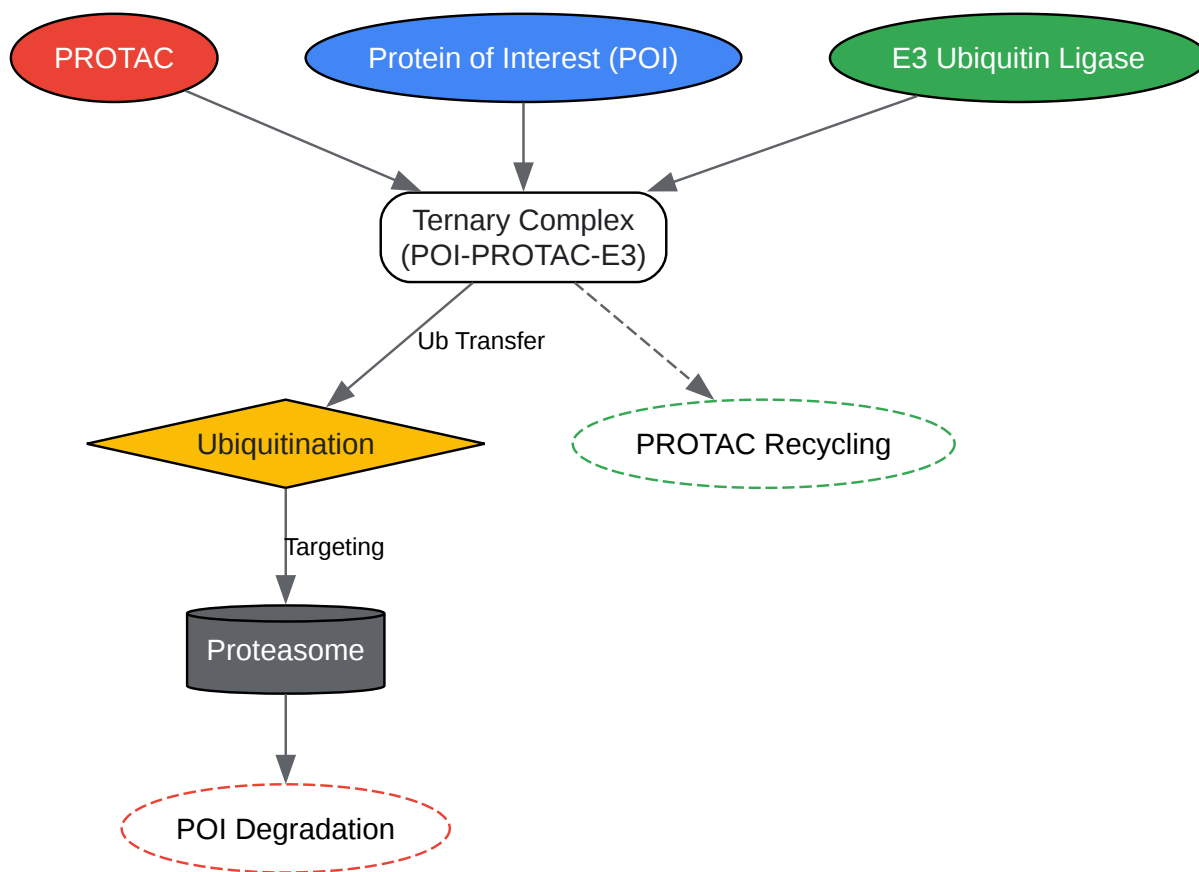 PROTAC
Protein of Interest (POI)
E3 Ubiquitin Ligase
Ternary Complex
(POI-PROTAC-E3)
Ub Transfer
Ubiquitination
PROTAC Recycling
Targeting
Proteasome
POI Degradation